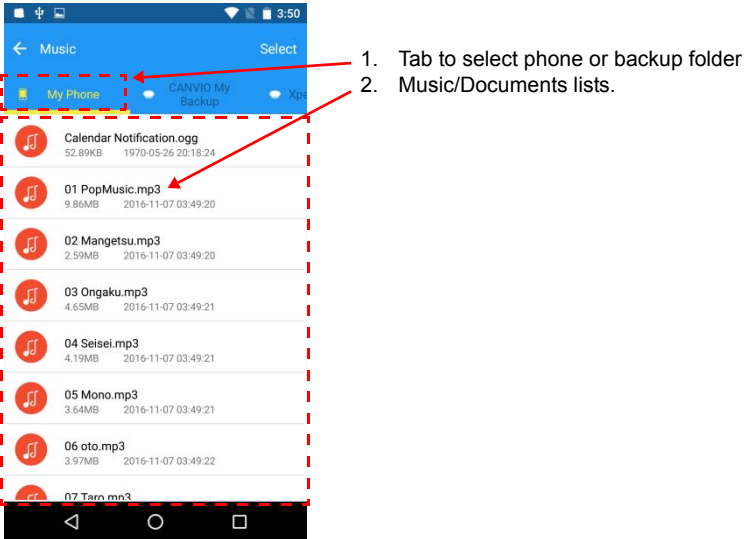 3:50
Music
Select
My Phone
CANVIO My
Backup
Xpe
Calendar Notification.ogg
52.89KB 1970-05-26 20:18:24
01 PopMusic.mp3
9.86MB 2016-11-07 03:49:20
02 Mangetsu.mp3
2.59MB 2016-11-07 03:49:20
03 Ongaku.mp3
4.65MB 2016-11-07 03:49:21
04 Seisei.mp3
4.19MB 2016-11-07 03:49:21
05 Mono.mp3
3.64MB 2016-11-07 03:49:21
06 oto.mp3
3.97MB 2016-11-07 03:49:22
07 Taro.mp3
1. Tab to select phone or backup folder
2. Music/Documents lists.